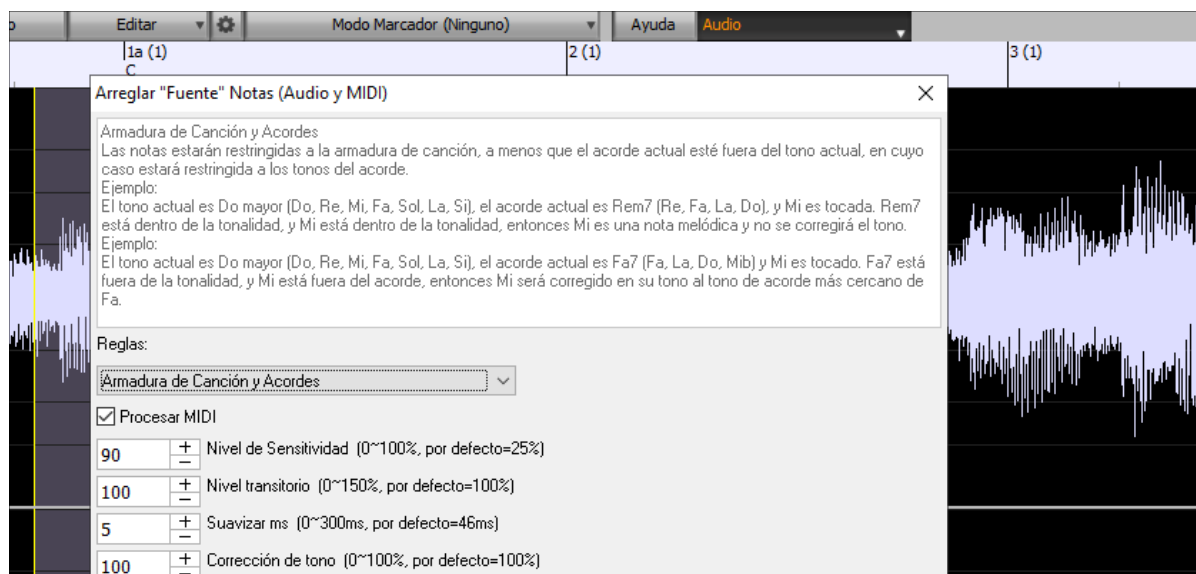 Editar
Modo Marcador (Ninguno)
Ayuda
Audio
1a (1)
2 (1)
3 (1)
C
Arreglar "Fuente" Notas (Audio y MIDI)
Armadura de Canción y Acordes
Las notas estarán restringidas a la armadura de canción, a menos que el acorde actual esté fuera del tono actual, en cuyo
caso estará restringida a los tonos del acorde.
Ejemplo:
El tono actual es Do mayor (Do, Re, Mi, Fa, Sol, La, Si), el acorde actual es Rem7 (Re, Fa, La, Do), y Mi es tocada. Rem7
está dentro de la tonalidad, y Mi está dentro de la tonalidad, entonces Mi es una nota melódica y no se corregirá el tono.
Ejemplo:
El tono actual es Do mayor (Do, Re, Mi, Fa, Sol, La, Si), el acorde actual es Fa7 (Fa, La, Do, Mib) y Mi es tocado. Fa7 está
fuera de la tonalidad, y Mi está fuera del acorde, entonces Mi será corregido en su tono al tono de acorde más cercano de
Fa.
Reglas:
Armadura de Canción y Acordes
Procesar MIDI
90 Nivel de Sensitividad (0~100%, por defecto=25%)
100 Nivel transitorio (0~150%, por defecto=100%)
5 Suavizar ms (0~300ms, por defecto=46ms)
100 Corrección de tono (0~100%, por defecto=100%)